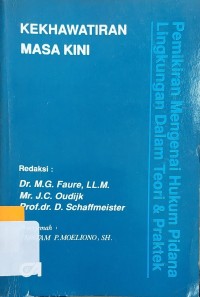 KEKHAWATIRAN
MASA KINI
Pemikiran Mengenai Hukum Pidana
Lingkungan Dalam Teori & Praktek
Redaksi :
Dr. M.G. Faure, LL.M.
Mr. J.C. Oudijk
Prof.dr. D. Schaffmeister
P.MOELIONO, SH.